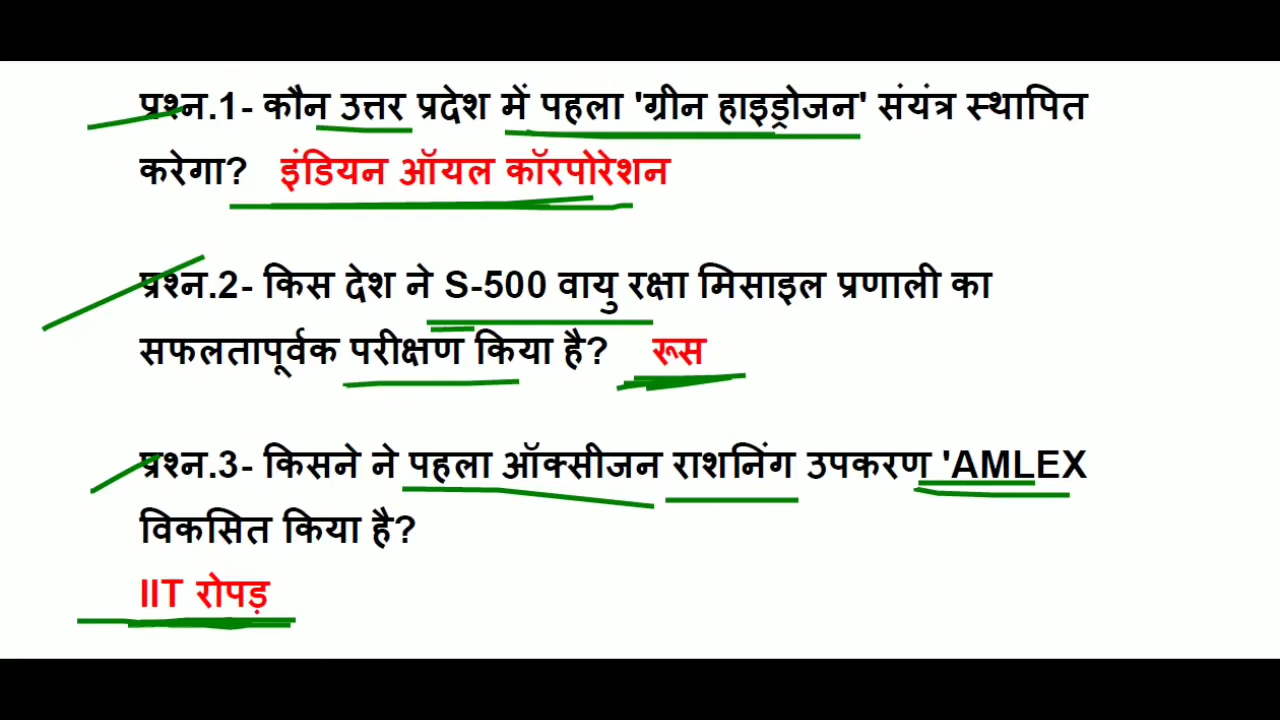 प्रश्न.1- कौन उत्तर प्रदेश में पहला 'ग्रीन हाइड्रोजन' संयंत्र स्थापित
करेगा? इंडियन ऑयल कॉरपोरेशन
प्रश्न.2- किस देश ने S-500 वायु रक्षा मिसाइल प्रणाली का
सफलतापूर्वक परीक्षण किया है? रूस
प्रश्न.3- किसने ने पहला ऑक्सीजन राशनिंग उपकरण 'AMLEX
विकसित किया है?
IIT रोपड़